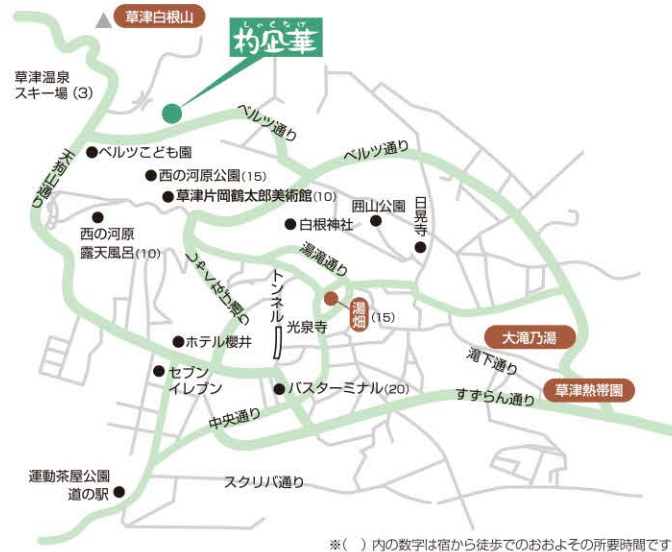 草津白根山
しゃくなげ
杓凪華
草津温泉
スキー場(3)
ベルツ通り
ベルツ通り
天狗山通り
ベルツこども園
西の河原公園(15)
草津片岡鶴太郎美術館(10)
囲山公園
日晃寺
白根神社
西の河原
露天風呂(10)
湯滝通り
しゃくなげ通り
トンネル
光泉寺
湯畑
(15)
大滝乃湯
ホテル櫻井
滝下通り
セブン
イレブン
バスターミナル(20)
すずらん通り
草津熱帯園
中央通り
運動茶屋公園
道の駅
スクリバ通り
※( )内の数字は宿から徒歩でのおおよその所要時間です